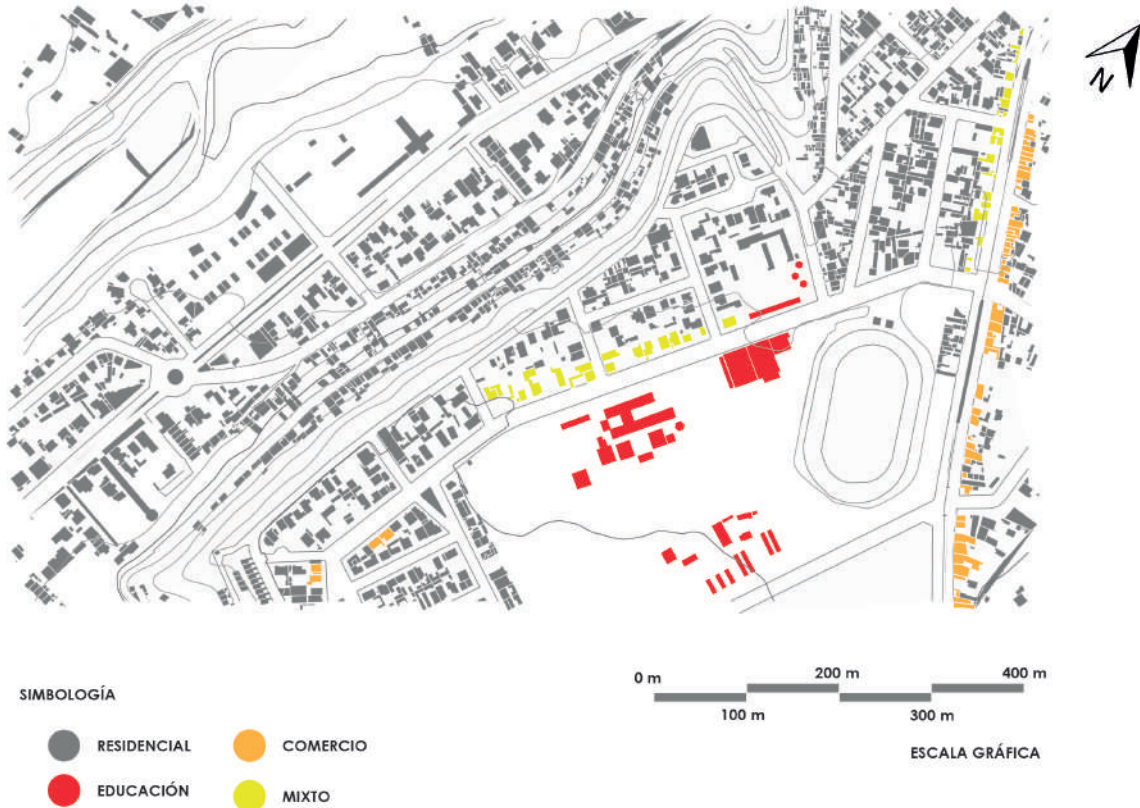 N
0 m
200 m
400 m
100 m
300 m
ESCALA GRÁFICA
SIMBOLOGÍA
RESIDENCIAL
COMERCIO
EDUCACIÓN
MIXTO